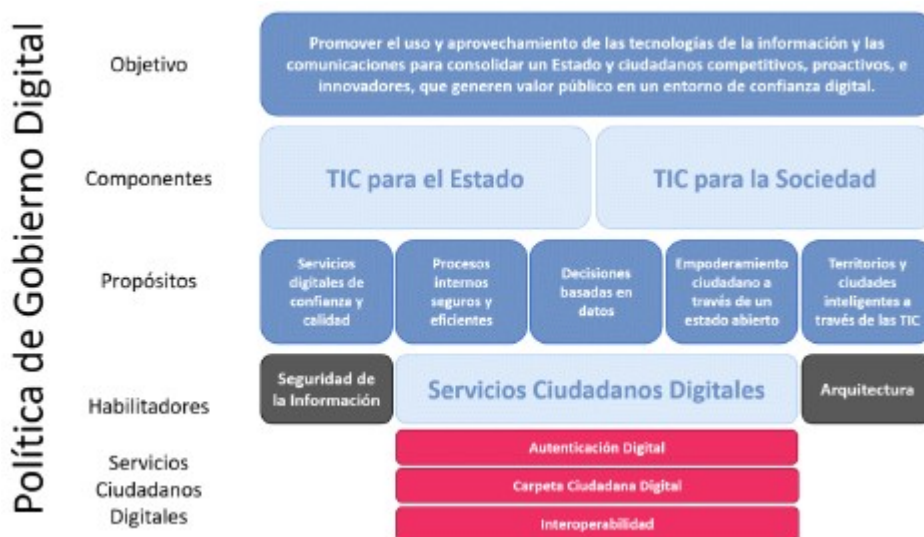 Política de Gobierno Digital
Objetivo
Promover el uso y aprovechamiento de las tecnologías de la información y las
comunicaciones para consolidar un Estado y ciudadanos competitivos, proactivos, e
innovadores, que generen valor público en un entorno de confianza digital.
Componentes
TIC para el Estado
TIC para la Sociedad
Propósitos
Servicios
digitales de
confianza y
calidad
Procesos
internos
seguros y
eficientes
Decisiones
basadas en
datos
Empoderamiento
ciudadano a
través de un
estado abierto
Territorios y
ciudades
inteligentes a
través de las TIC
Habilitadores
Seguridad de
la Información
Servicios Ciudadanos Digitales
Arquitectura
Servicios
Ciudadanos
Digitales
Autenticación Digital
Carpeta Ciudadana Digital
Interoperabilidad